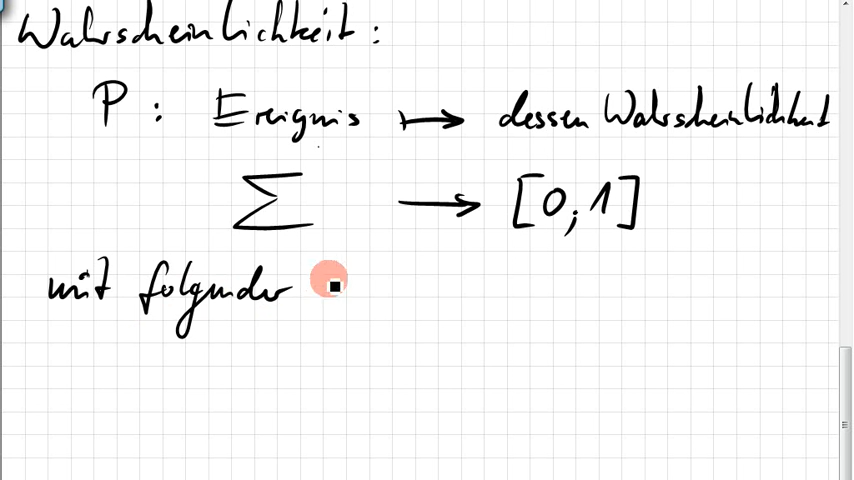 Wahrscheinlichkeit:
P : Ereignis ↦ dessen Wahrscheinlichkeit
Σ → [0; 1]
mit folgender